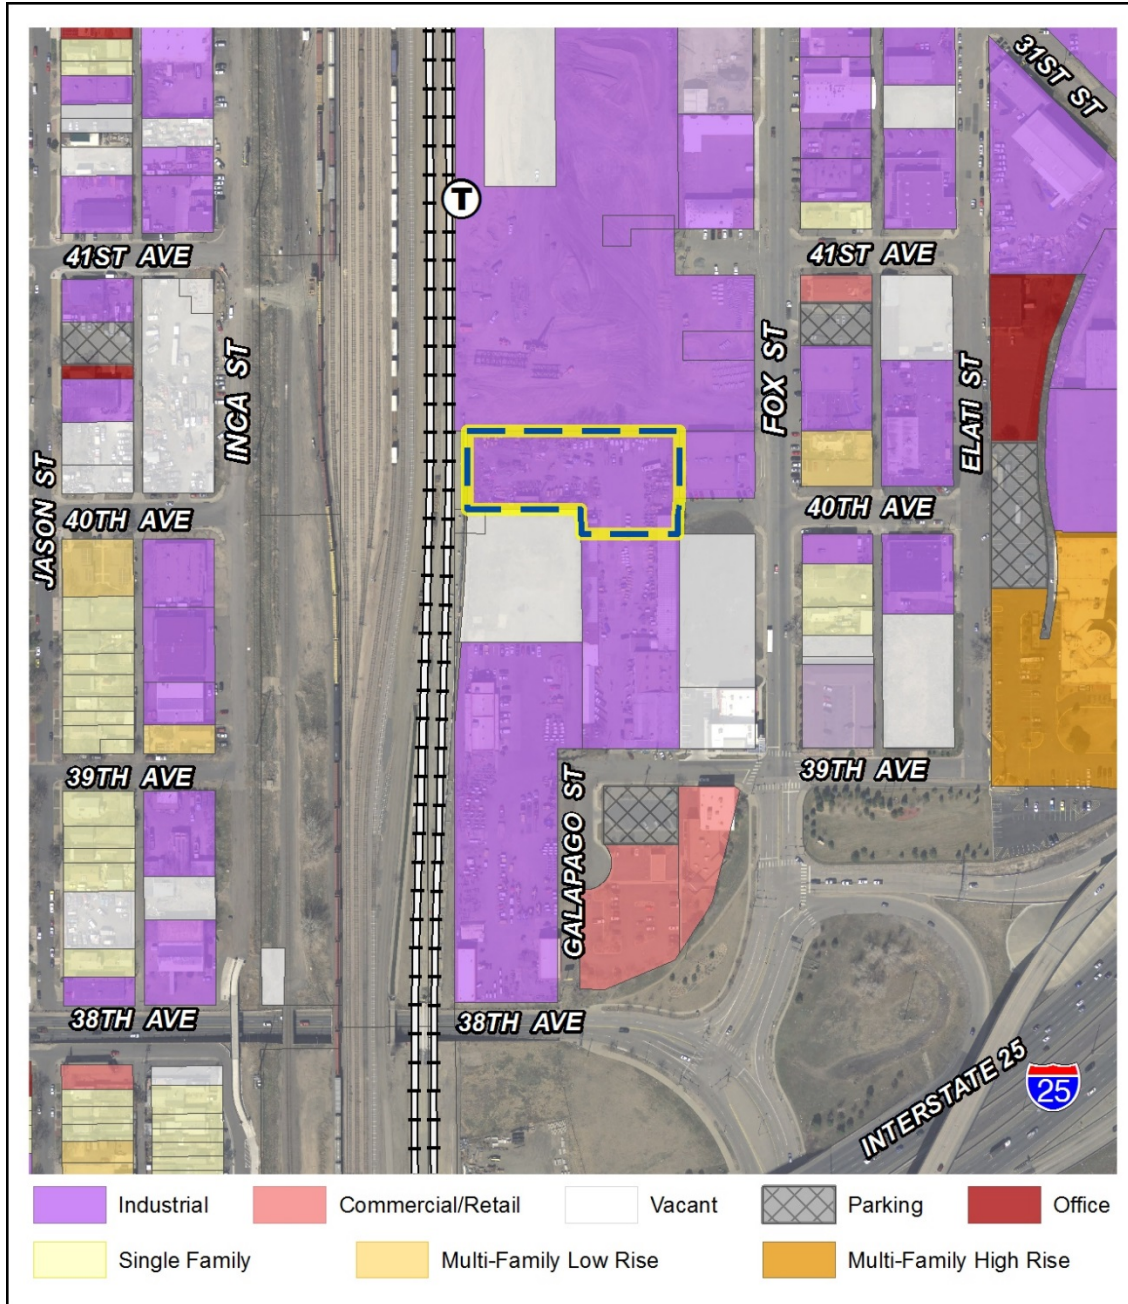 31ST ST
T
41ST AVE
41ST AVE
INCA ST
FOX ST
ELATI ST
JASON ST
40TH AVE
40TH AVE
39TH AVE
39TH AVE
GALAPAGO ST
38TH AVE
38TH AVE
INTERSTATE 25
25
Industrial
Commercial/Retail
Vacant
Parking
Office
Single Family
Multi-Family Low Rise
Multi-Family High Rise